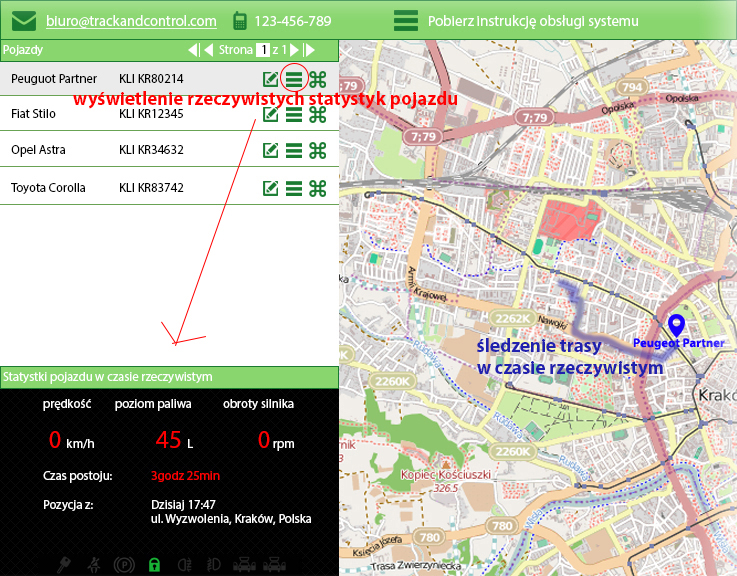 biuro@trackandcontrol.com 123-456-789 Pobierz instrukcję obsługi systemu
Pojazdy Strona 1 z 1
Peuguot Partner KLI KR80214
wyświetlenie rzeczywistych statystyk pojazdu
Fiat Stilo KLI KR12345
Opel Astra KLI KR34632
Toyota Corolla KLI KR83742
Statystki pojazdu w czasie rzeczywistym
prędkość poziom paliwa obroty silnika
0 km/h 45 L 0 rpm
Czas postoju: 3godz 25min
Pozycja z: Dzisiaj 17:47
ul. Wyzwolenia, Kraków, Polska
79
794
Opolska
Opolska
7;79
7;79
Armii Krajowej
2262K
Nawojki
Peugeot Partner
śledzenie trasy
w czasie rzeczywistym
2260K
Krako
Rudawa
2260K
Rudawa
Kopiec Kościuszki
326.5
780
780
Księcia Józefa
Trasa Zwierzyniecka